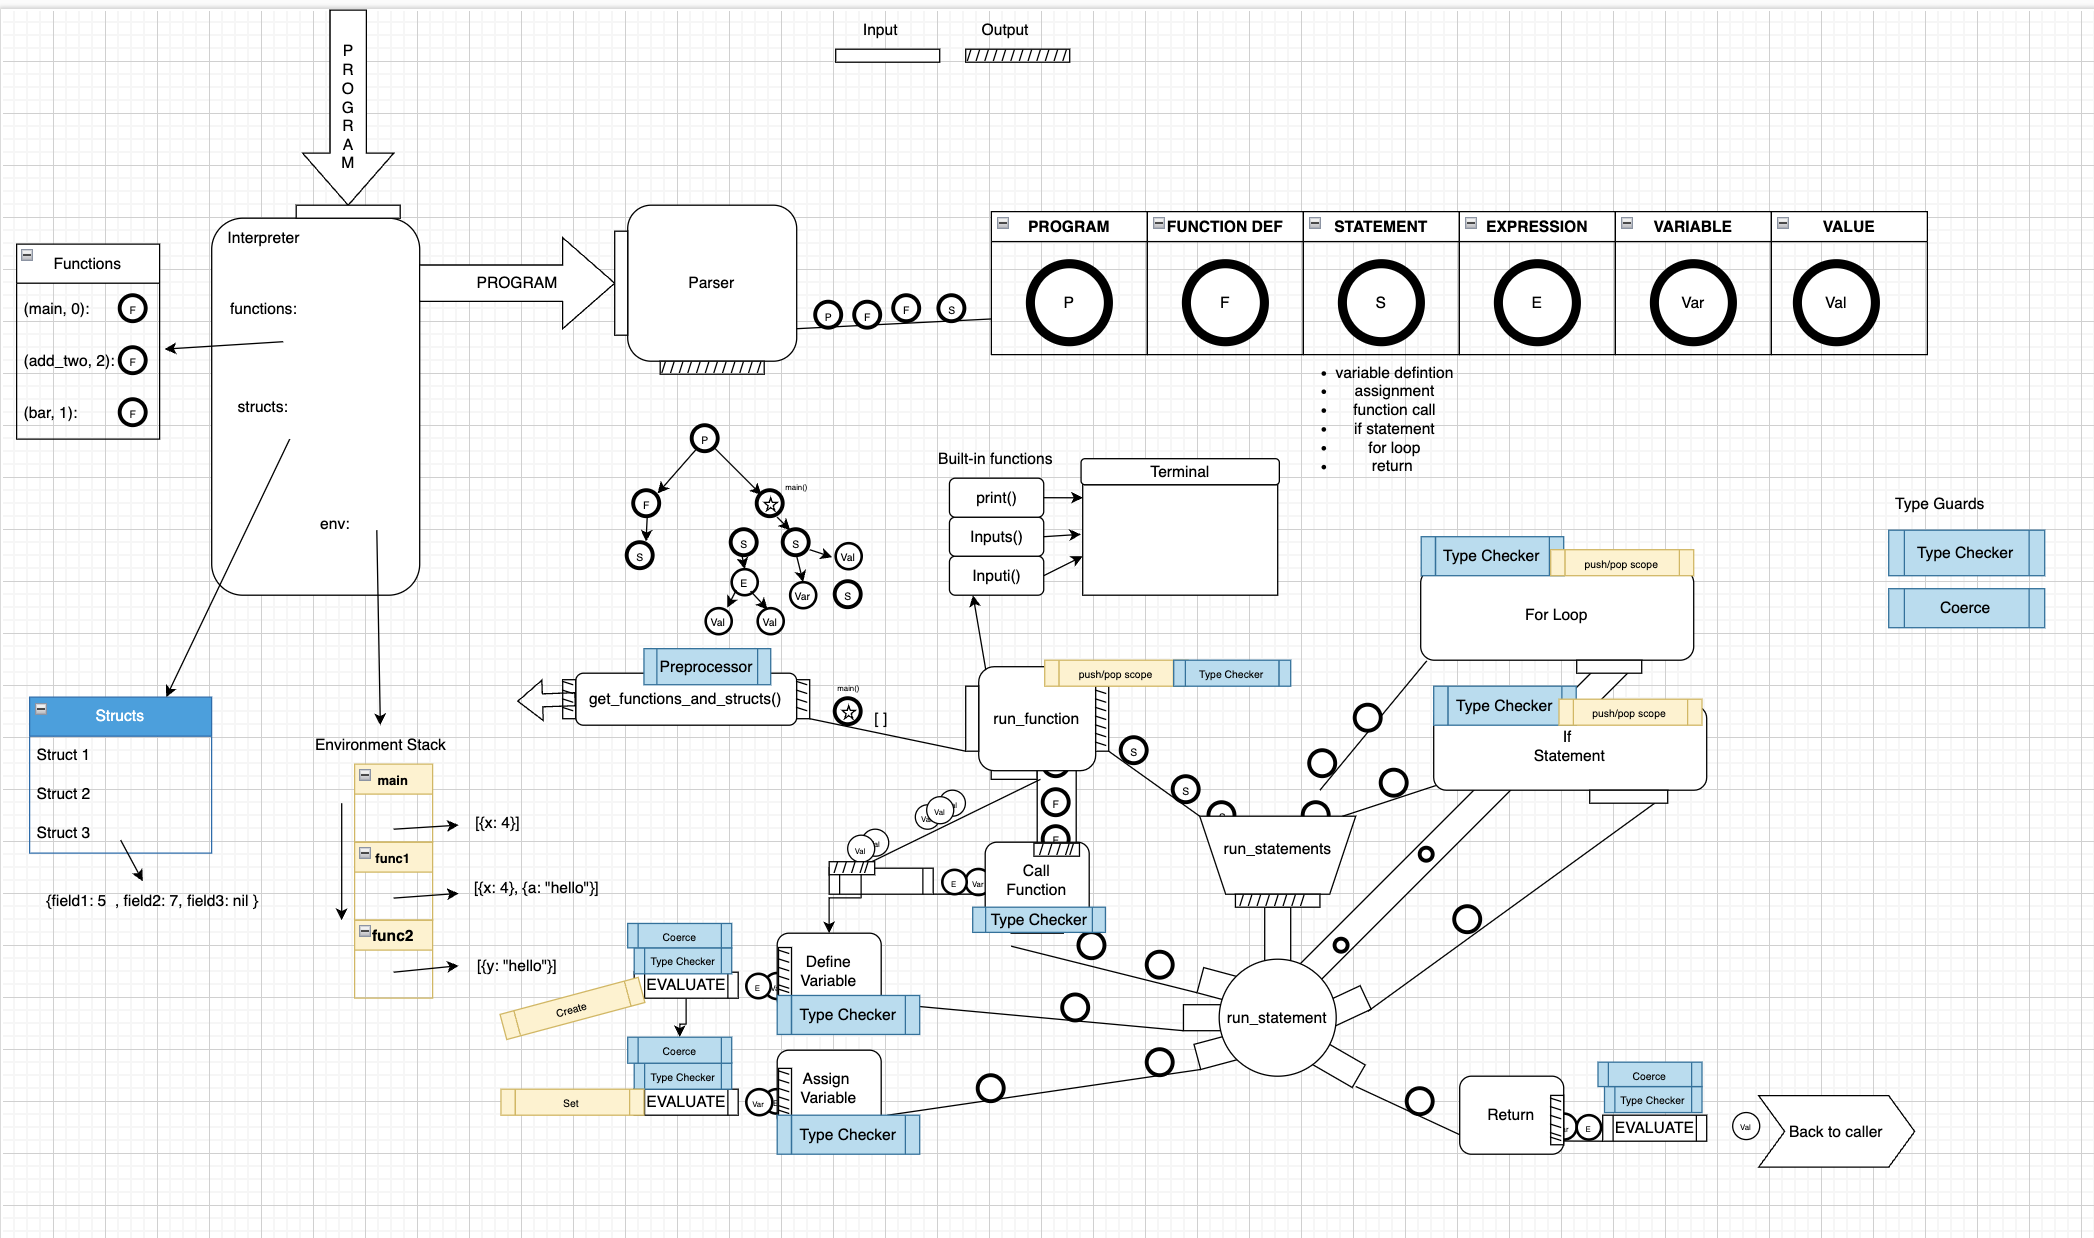 Input
Output
PROGRAM
Interpreter
functions:
structs:
env:
Functions
(main, 0): F
(add_two, 2): F
(bar, 1): F
PROGRAM
Parser
P F F S
PROGRAM
FUNCTION DEF
STATEMENT
EXPRESSION
VARIABLE
VALUE
P
F
S
E
Var
Val
• variable defintion
• assignment
• function call
• if statement
• for loop
• return
P
F
main()
S
S
S
Val
E
Var
S
Val
Val
Built-in functions
print()
Inputs()
Inputi()
Terminal
Type Guards
Type Checker
Coerce
Type Checker
push/pop scope
For Loop
Type Checker
push/pop scope
If
Statement
Preprocessor
get_functions_and_structs()
main()
[ ]
run_function
push/pop scope
Type Checker
S
S
S
run_statements
F
F
Val
Val
Call
Function
Type Checker
E
Var
Structs
Struct 1
Struct 2
Struct 3
{field1: 5 , field2: 7, field3: nil }
Environment Stack
main
[{x: 4}]
func1
[{x: 4}, {a: "hello"}]
func2
[{y: "hello"}]
Coerce
Type Checker
EVALUATE
Create
E
Define
Variable
Type Checker
Coerce
Type Checker
EVALUATE
Set
Var
Assign
Variable
Type Checker
run_statement
Return
E
Coerce
Type Checker
EVALUATE
Val
Back to caller